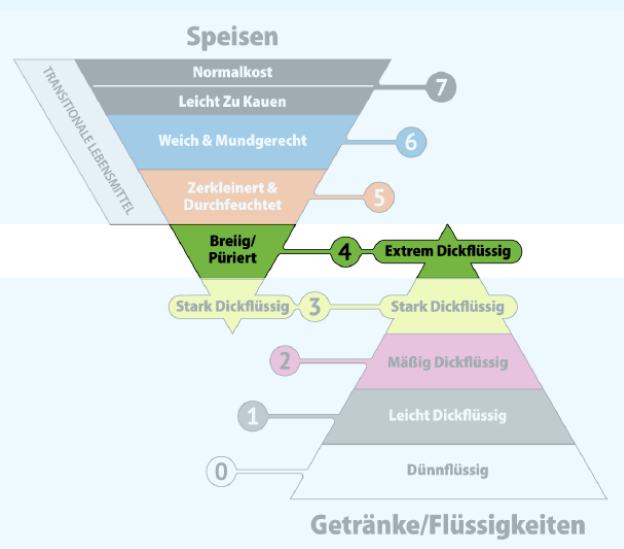 Speisen
Normalkost
7
Leicht Zu Kauen
TRANSITIONALE LEBENSMITTEL
Weich & Mundgerecht
6
Zerkleinert &
Durchfeuchtet
5
Breiig/
Püriert
4
Extrem Dickflüssig
Stark Dickflüssig
3
Stark Dickflüssig
2
Mäßig Dickflüssig
1
Leicht Dickflüssig
0
Dünnflüssig
Getränke/Flüssigkeiten